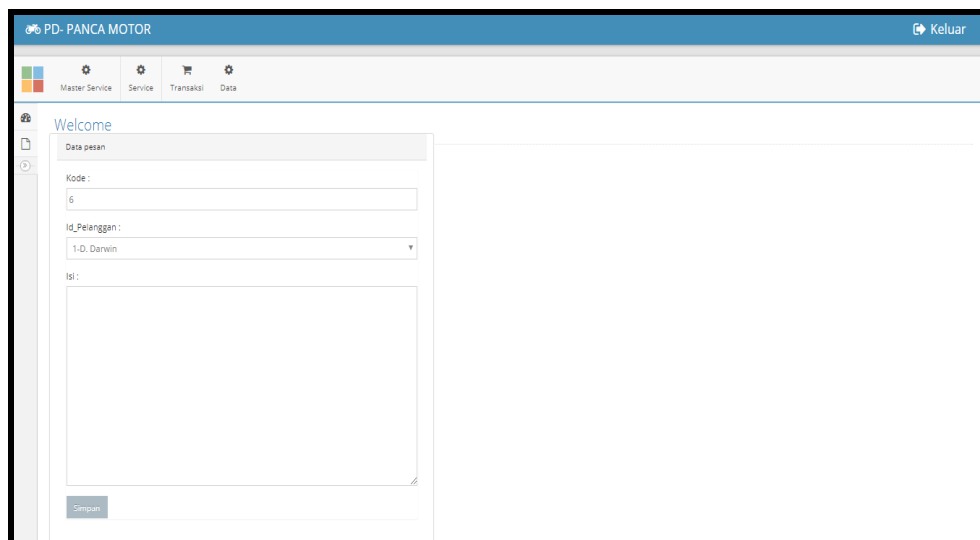 PD- PANCA MOTOR
Keluar
Master Service
Service
Transaksi
Data
Welcome
Data pesan
Kode :
6
Id_Pelanggan :
1-D. Darwin
Isi :
Simpan